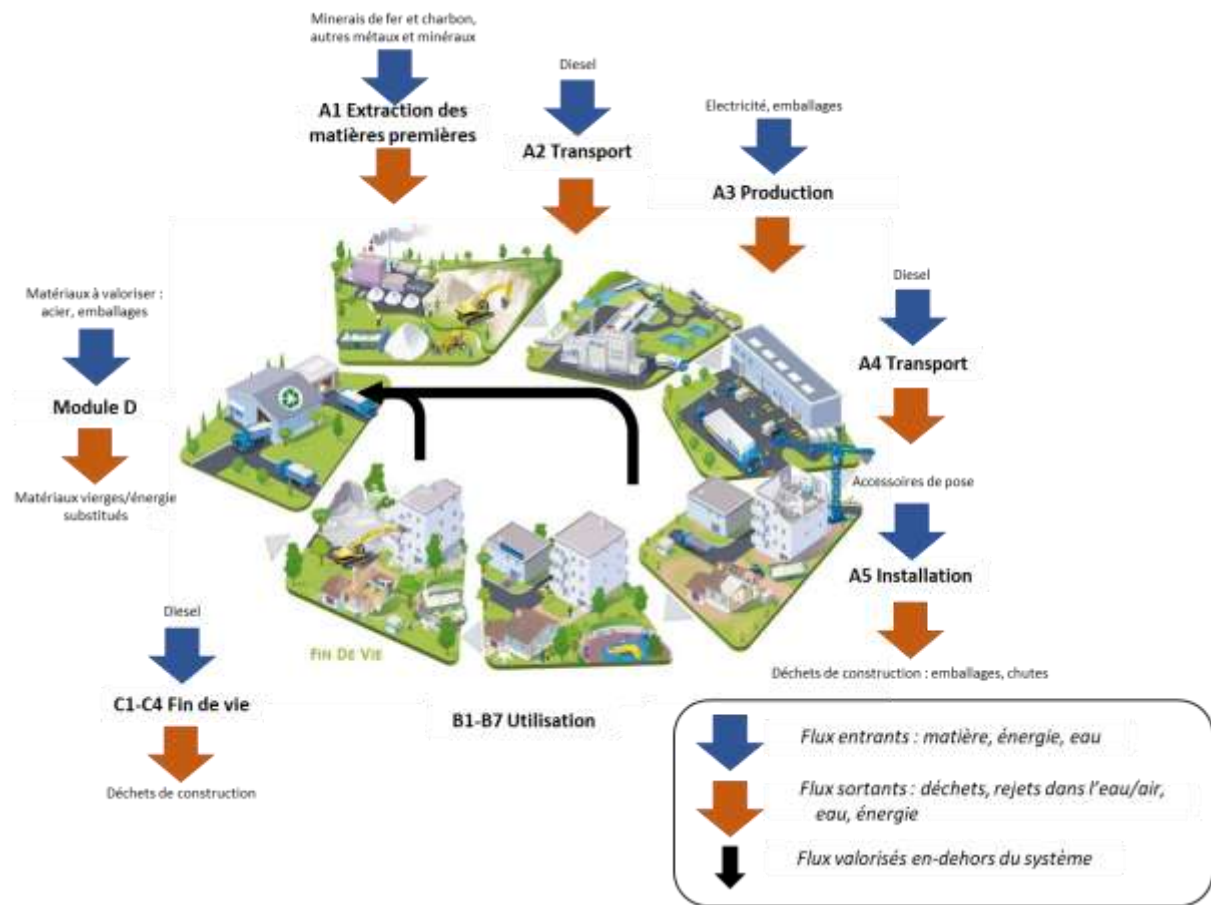 Minerais de fer et charbon,
autres métaux et minéraux
A1 Extraction des
matières premières
Diesel
A2 Transport
Electricité, emballages
A3 Production
Diesel
A4 Transport
Accessoires de pose
A5 Installation
Déchets de construction : emballages, chutes
Matériaux à valoriser :
acier, emballages
Module D
Matériaux vierges/énergie
substitués
FIN DE VIE
Diesel
C1-C4 Fin de vie
Déchets de construction
B1-B7 Utilisation
Flux entrants : matière, énergie, eau
Flux sortants : déchets, rejets dans l'eau/air,
eau, énergie
Flux valorisés en-dehors du système